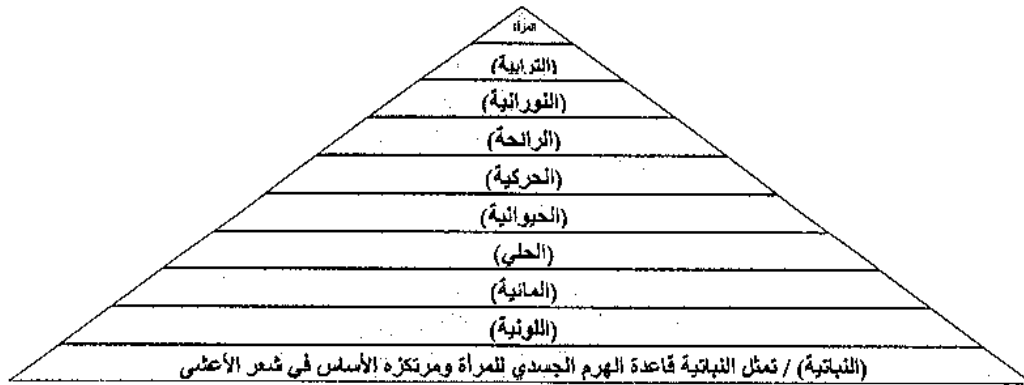 المرأة
(الترابية)
(النورانية)
(الرائحة)
(الحركية)
(الحيوانية)
(الحلي)
(المائية)
(اللونية)
(النباتية) / تمثل النباتية قاعدة الهرم الجسدي للمرأة ومرتكزه الأساس في شعر الأعشى